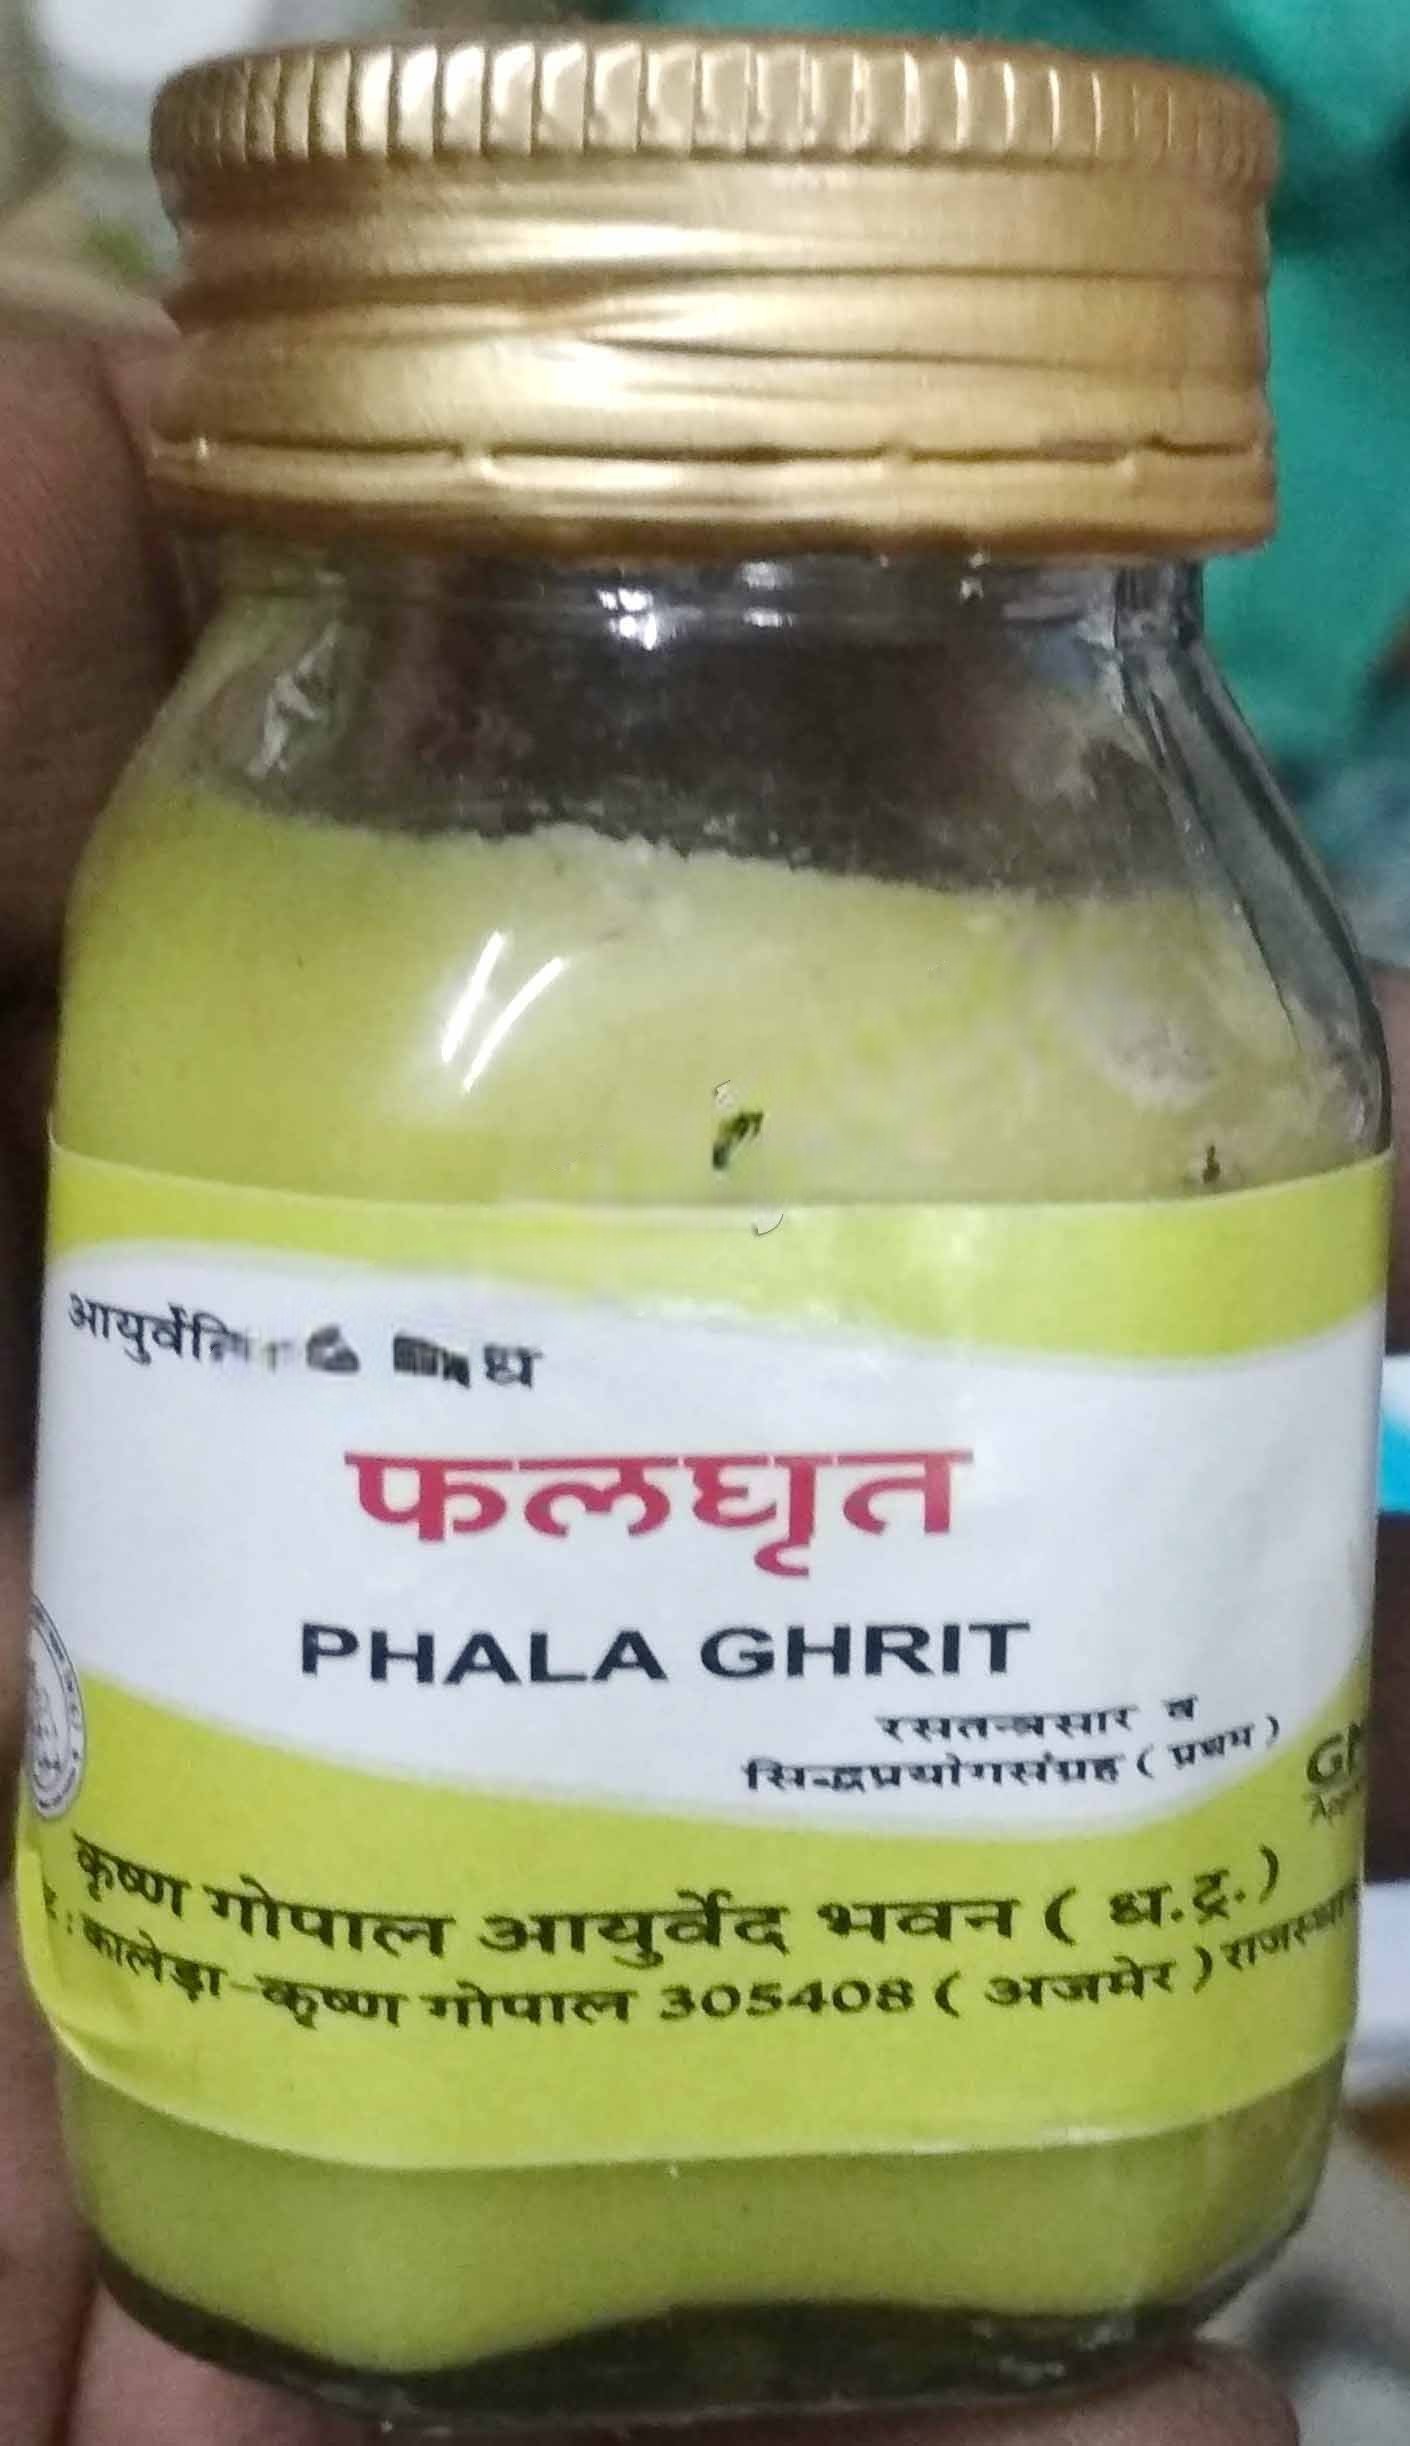 फलघृत
PHALA GHRIT
रसतन्त्रसार व
सिद्धप्रयोगसंग्रह ( प्रथम )
कृष्ण गोपाल आयुर्वेद भवन ( ध.ट्र. )
कालेड़ा-कृष्ण गोपाल 305408 ( अजमेर )